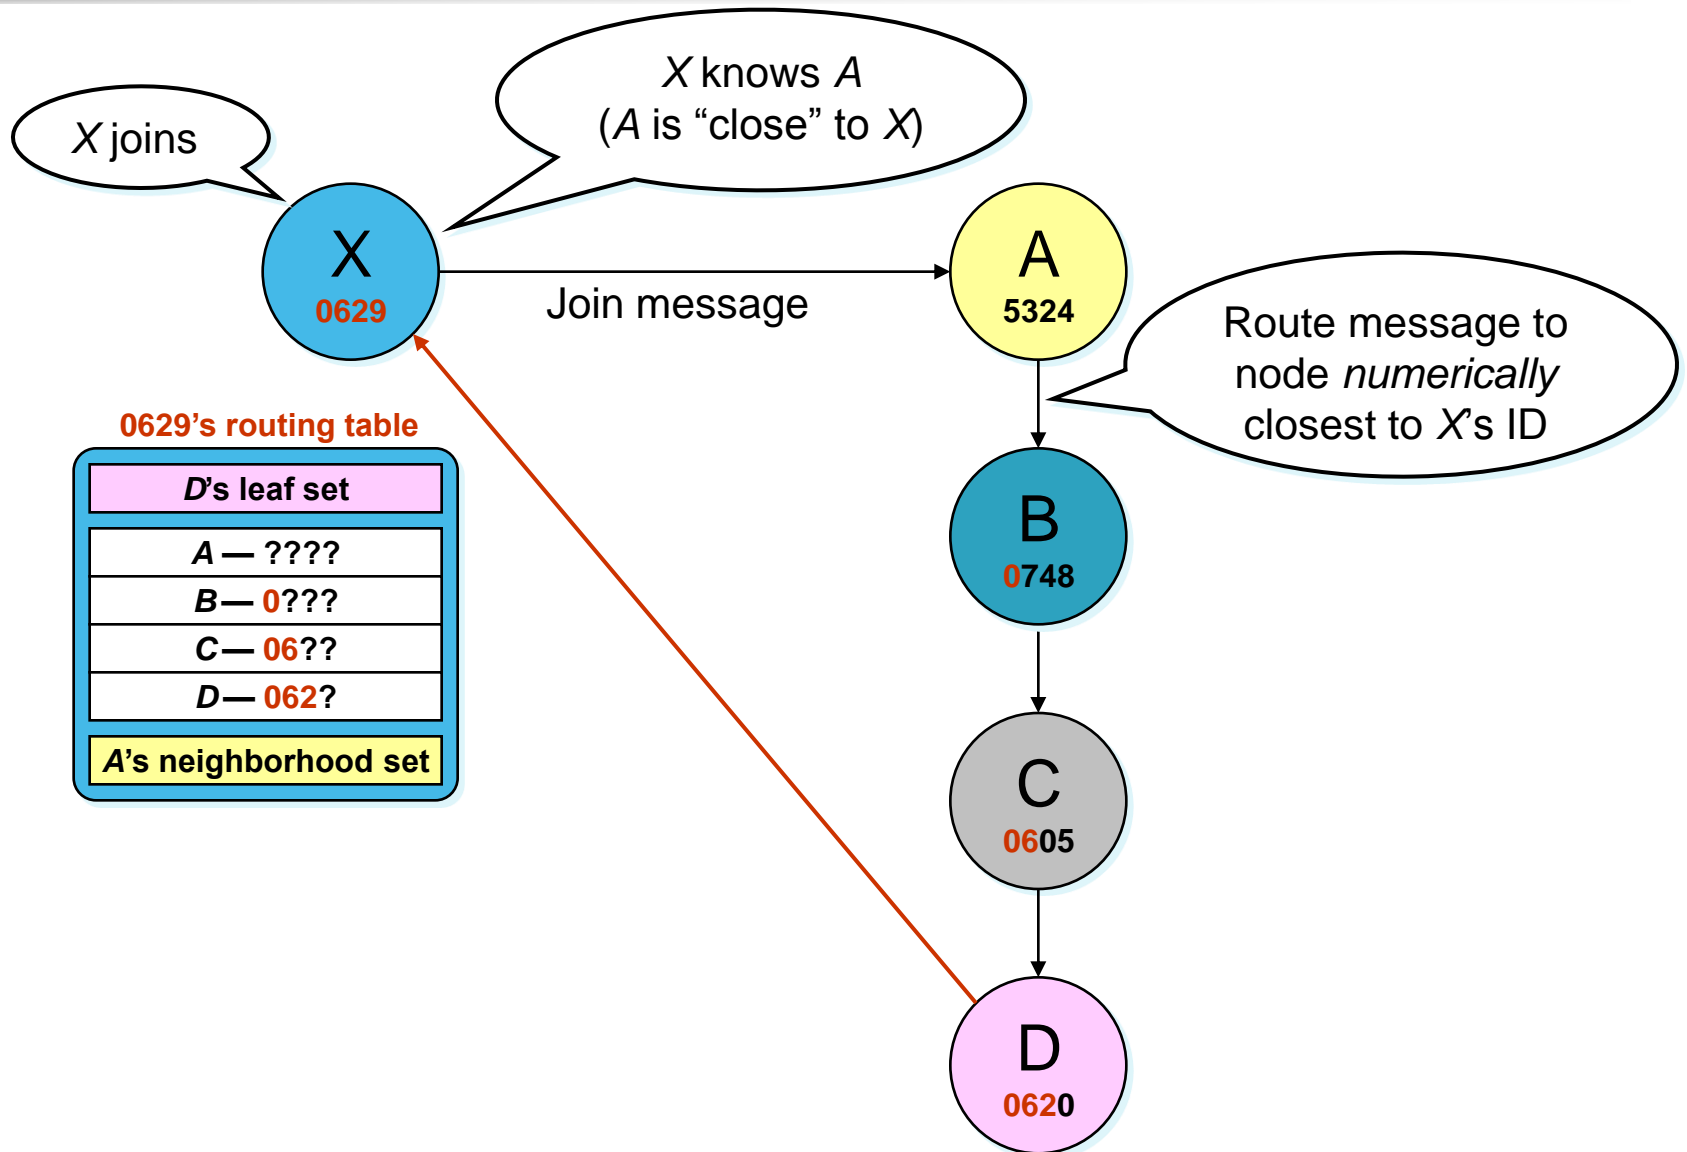 X knows A
(A is “close” to X)
X joins
X
0629
Join message
A
5324
Route message to
node numerically
closest to X’s ID
0629’s routing table
D’s leaf set
A — ????
B — 0???
C — 06??
D — 062?
A’s neighborhood set
B
0748
C
0605
D
0620